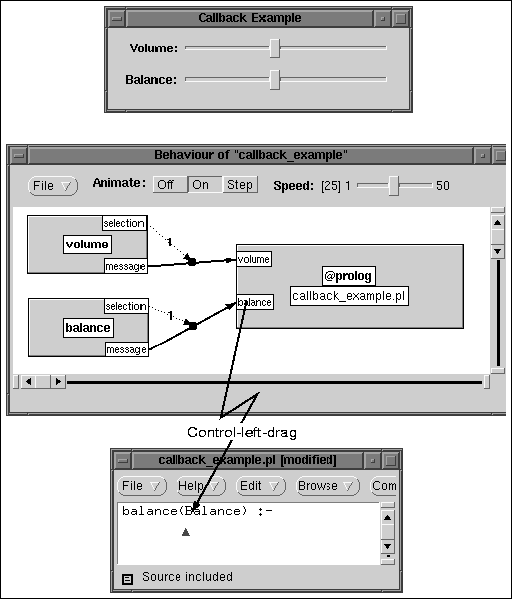 Callback Example
Volume:
Balance:
Behaviour of "callback_example"
File Animate: Off On Step Speed: [25] 1 50
selection
volume
message
1
selection
balance
message
1
volume
balance
@prolog
callback_example.pl
Control-left-drag
callback_example.pl [modified]
File Help Edit Browse Com
balance(Balance) :-
Source included